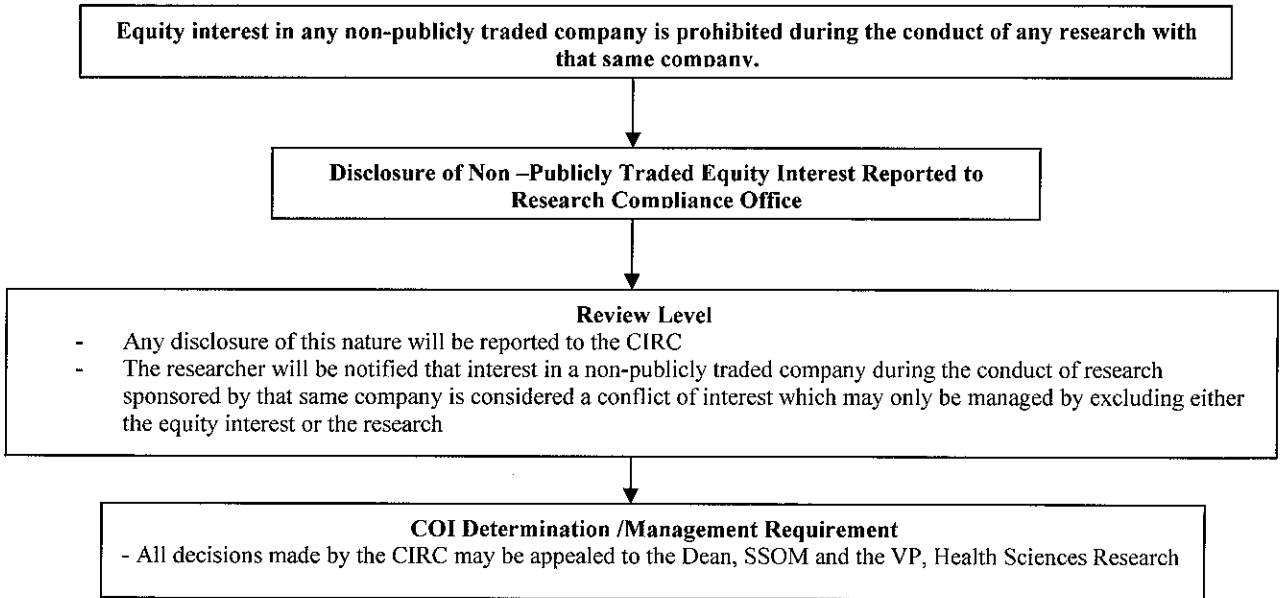 Equity interest in any non-publicly traded company is prohibited during the conduct of any research with
that same company.
Disclosure of Non –Publicly Traded Equity Interest Reported to
Research Compliance Office
Review Level
- Any disclosure of this nature will be reported to the CIRC
- The researcher will be notified that interest in a non-publicly traded company during the conduct of research
sponsored by that same company is considered a conflict of interest which may only be managed by excluding either
the equity interest or the research
COI Determination /Management Requirement
- All decisions made by the CIRC may be appealed to the Dean, SSOM and the VP, Health Sciences Research